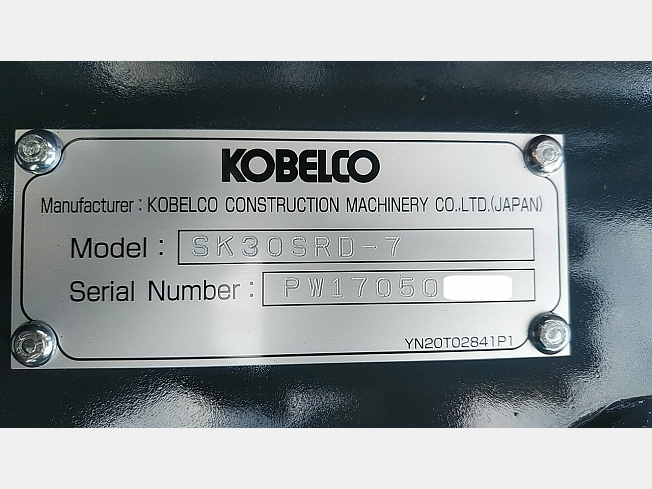 KOBELCO
Manufacturer : KOBELCO CONSTRUCTION MACHINERY CO.,LTD.(JAPAN)
Model : SK30SRD-7
Serial Number : PW17050
YN20T02841P1